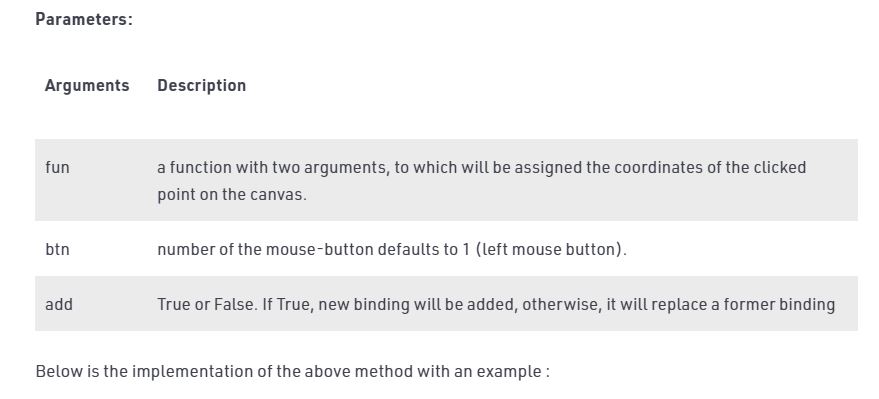 Parameters:
Arguments Description
fun a function with two arguments, to which will be assigned the coordinates of the clicked
point on the canvas.
btn number of the mouse-button defaults to 1 (left mouse button).
add True or False. If True, new binding will be added, otherwise, it will replace a former binding
Below is the implementation of the above method with an example :